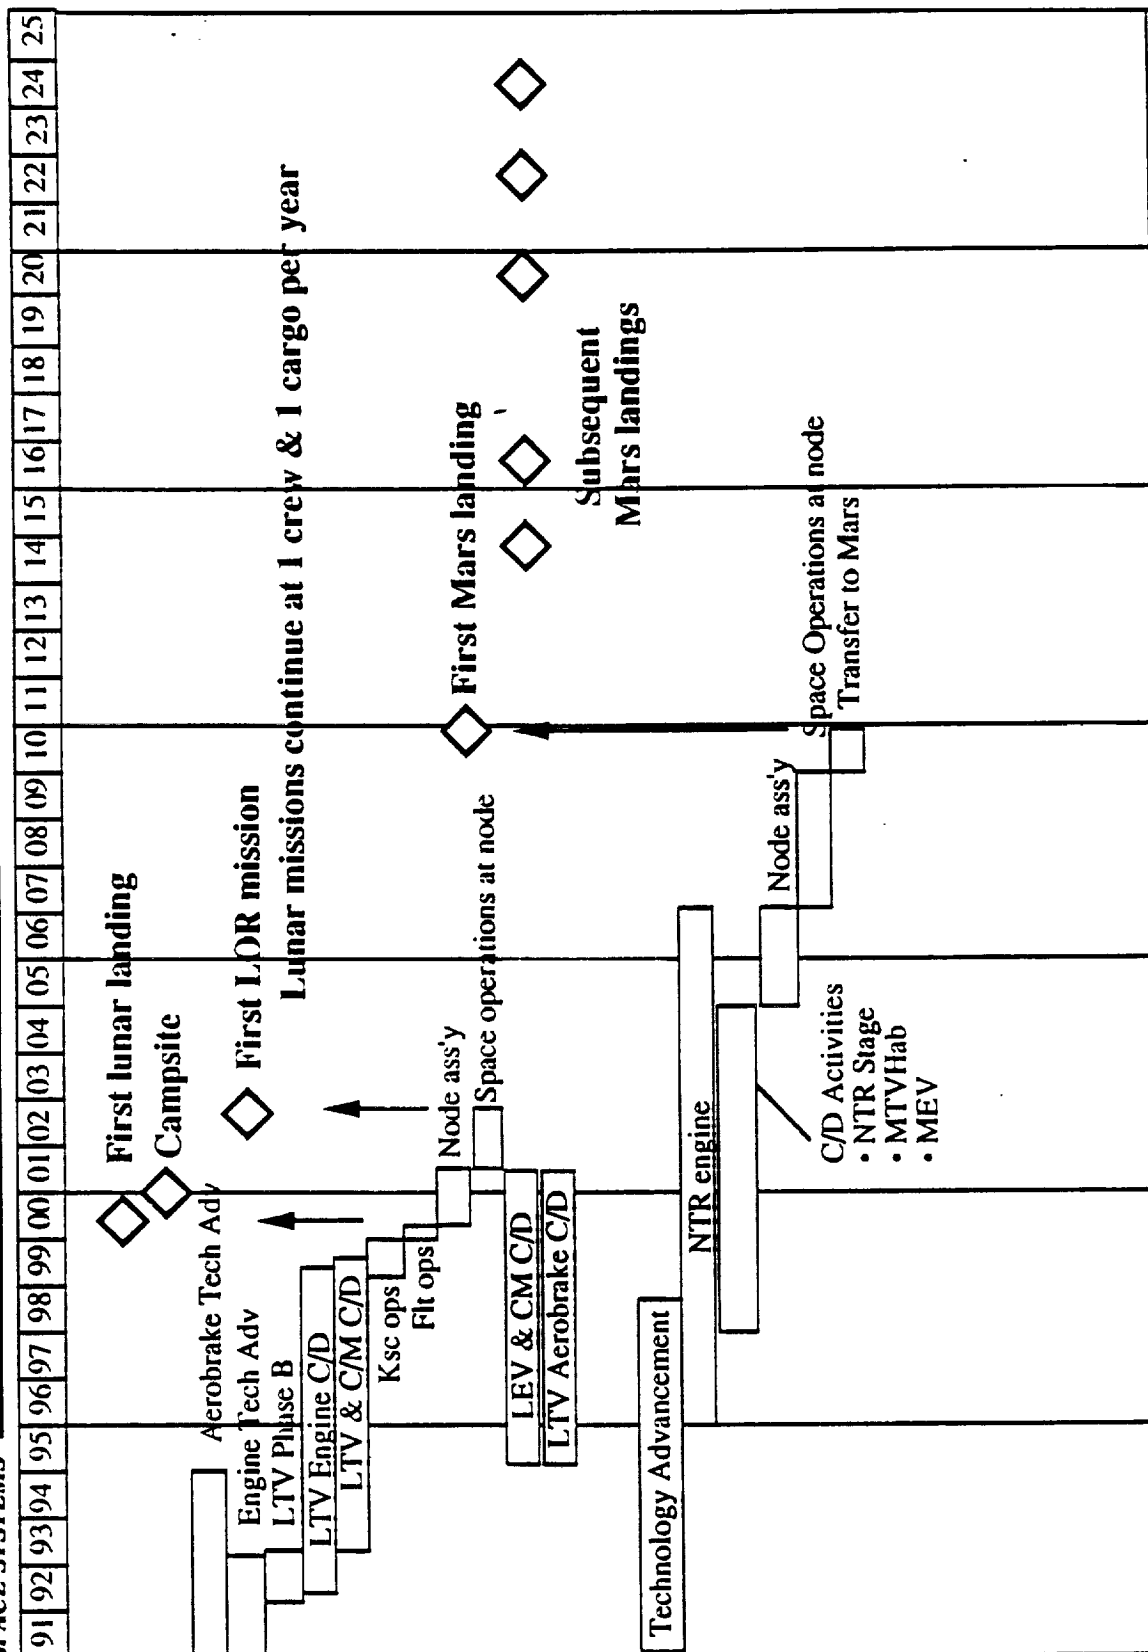 91 92 93 94 95 96 97 98 99 00 01 02 03 04 05 06 07 08 09 10 11 12 13 14 15 16 17 18 19 20 21 22 23 24 25
First lunar landing
Campsite
Aerobrake Tech Adv
First LOR mission
Engine Tech Adv
LTV Phase B
Lunar missions continue at 1 crew & 1 cargo per year
LTV Engine C/D
LTV & C/M C/D
Ksc ops
Flt ops
Node ass'y
Space operations at node
First Mars landing
LEV & CM C/D
LTV Aerobrake C/D
Subsequent
Mars landings
Technology Advancement
NTR engine
Node ass'y
Space Operations at node
Transfer to Mars
C/D Activities
• NTR Stage
• MTVHab
• MEV